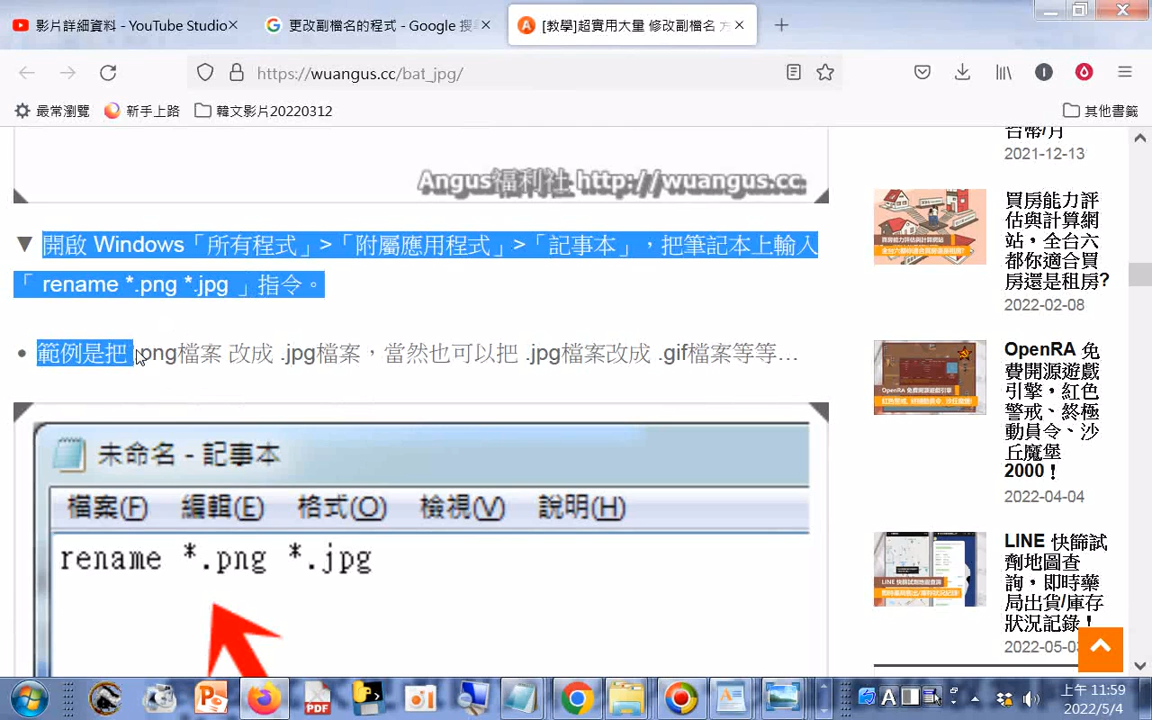 影片詳細資料 - YouTube Studio
更改副檔名的程式 - Google 搜
[教學]超實用大量 修改副檔名 方
https://wuangus.cc/bat_jpg/
最常瀏覽
新手上路
韓文影片20220312
其他書籤
Angus福利社 http://wuangus.cc
▼ 開啟 Windows「所有程式」>「附屬應用程式」>「記事本」，把筆記本上輸入
「 rename *.png *.jpg 」指令。
• 範例是把 .png檔案 改成 .jpg檔案，當然也可以把 .jpg檔案改成 .gif檔案等等…
未命名 - 記事本
檔案(F) 編輯(E) 格式(O) 檢視(V) 說明(H)
rename *.png *.jpg
台幣/月
2021-12-13
買房能力評
估與計算網
站，全台六
都你適合買
房還是租房?
2022-02-08
OpenRA 免
費開源遊戲
引擎，紅色
警戒、終極
動員令、沙
丘魔堡
2000！
2022-04-04
LINE 快篩試
劑地圖查
詢，即時藥
局出貨/庫存
狀況記錄！
2022-05-03
PDF
A
上午 11:59
2022/5/4